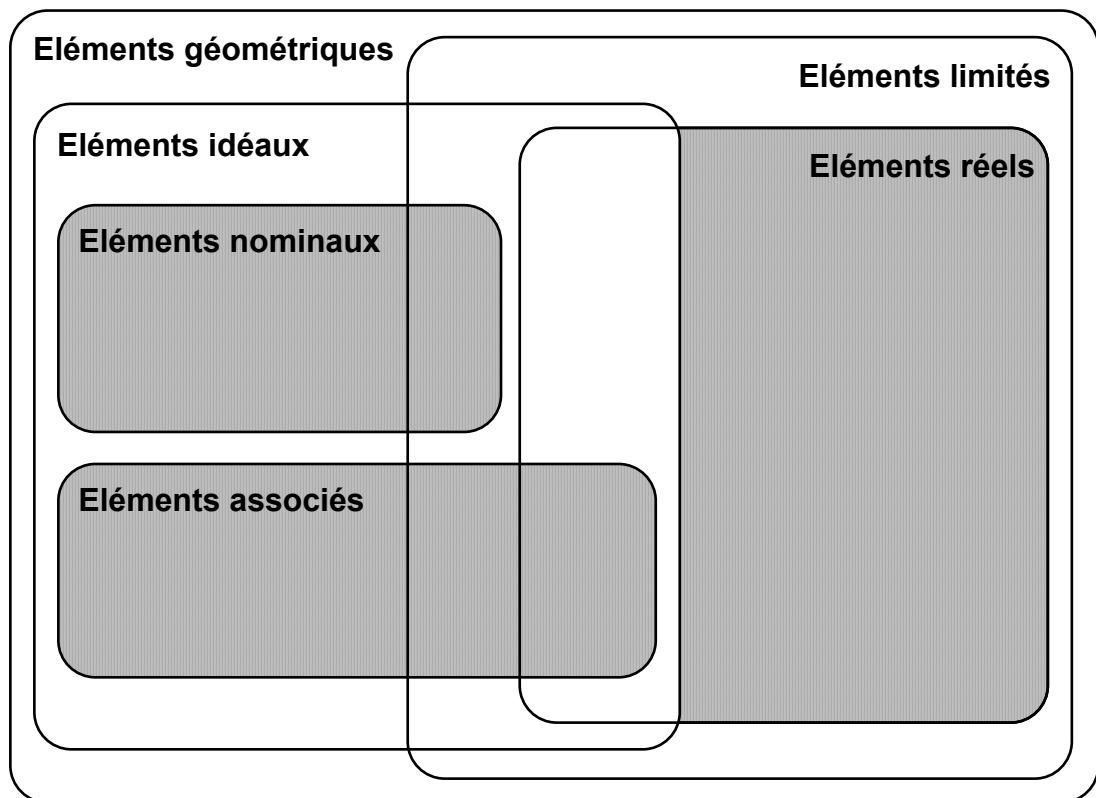 Eléments géométriques
Eléments limités
Eléments idéaux
Eléments réels
Eléments nominaux
Eléments associés